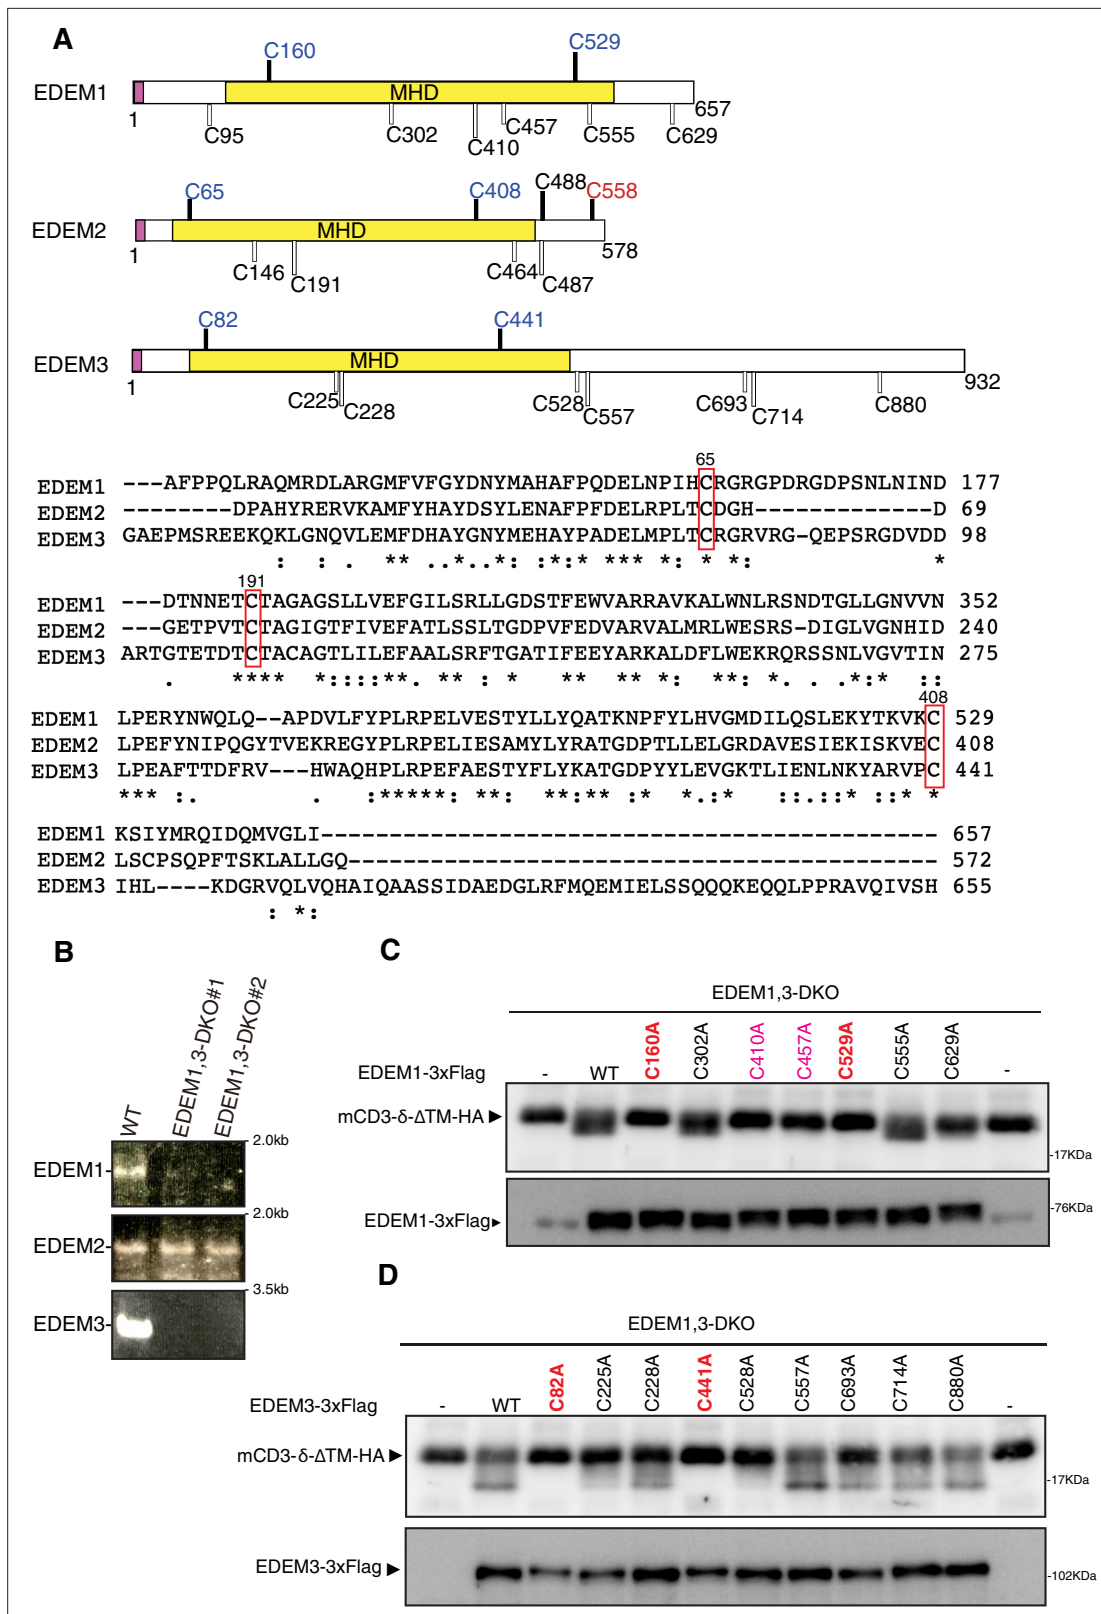 A
C160 C529
EDEM1 MHD
1 657
C95 C302 C410 C457 C555 C629
C65 C408 C488 C558
EDEM2 MHD
1 578
C146 C191 C464 C487
C82 C441
EDEM3 MHD
1 932
C225 C228 C528 C557 C693 C714 C880
65
EDEM1 ---AFPPQLRAQMRDLARGMFVFGYDNYMAHAFPQDELNPIHCRGRGPDRGDPSNLNIND 177
EDEM2 --------DPAHYRERVKAMFYHAYDSYLENAFPFDELRPLTCDGH------------D 69
EDEM3 GAEPMSREEKQKLGNQVLEMFDHAYGNYMEHAYPADELMPLTCRGRVRG-QEPSRGDVDD 98
: : . ** .*..*: **:* *** *:* * *: *
191
EDEM1 ---DTNNETCTAGAGSLLVEFGILSRLLGDSTFEWVARRAVKALWNLRSNDTGLLGNVVN 352
EDEM2 ---GETPVTCTAGIGTFIVEFATLSSLTGDPVFEDVARVALMRLWESRS-DIGLVGNHID 240
EDEM3 ARTGTETDTCTACAGTLILEFAALSRFTGATIFEEYARKALDFLWEKRQRSSNLVGVTIN 275
. **** *::::**. ** : * ** ** *: **: *. . .*:* ::
408
EDEM1 LPERYNWQLQ--APDVLFYPLRPELVESTYLLYQATKNPFYLHVGMDILQSLEKYTKVKC 529
EDEM2 LPEFYNIPQGYTVEKREGYPLRPELIESAMYLYRATGDPTLLELGRDAVESIEKISKVEC 408
EDEM3 LPEAFTTDFRV---HWAQHPLRPEFAESTYFLYKATGDPYYLEVGKTLIENLNKYARVPC 441
*** :. . :*****: **: **:** :* *.:* ::.::* ::* *
EDEM1 KSIYMRQIDQMVGLI------------------------------------------ 657
EDEM2 LSCPSQPFTSKLALLGQ---------------------------------------- 572
EDEM3 IHL----KDGRVQLVQHAIQAASSIDAEDGLRFMQEMIELSSQQQKEQQLPPRAVQIVSH 655
: *:
B
WT EDEM1,3-DKO#1 EDEM1,3-DKO#2
2.0kb
EDEM1
2.0kb
EDEM2
3.5kb
EDEM3
C
EDEM1,3-DKO
EDEM1-3xFlag - WT C160A C302A C410A C457A C529A C555A C629A -
mCD3-δ-ΔTM-HA
-17KDa
EDEM1-3xFlag
-76KDa
D
EDEM1,3-DKO
EDEM3-3xFlag - WT C82A C225A C228A C441A C528A C557A C693A C714A C880A -
mCD3-δ-ΔTM-HA
-17KDa
EDEM3-3xFlag
-102KDa